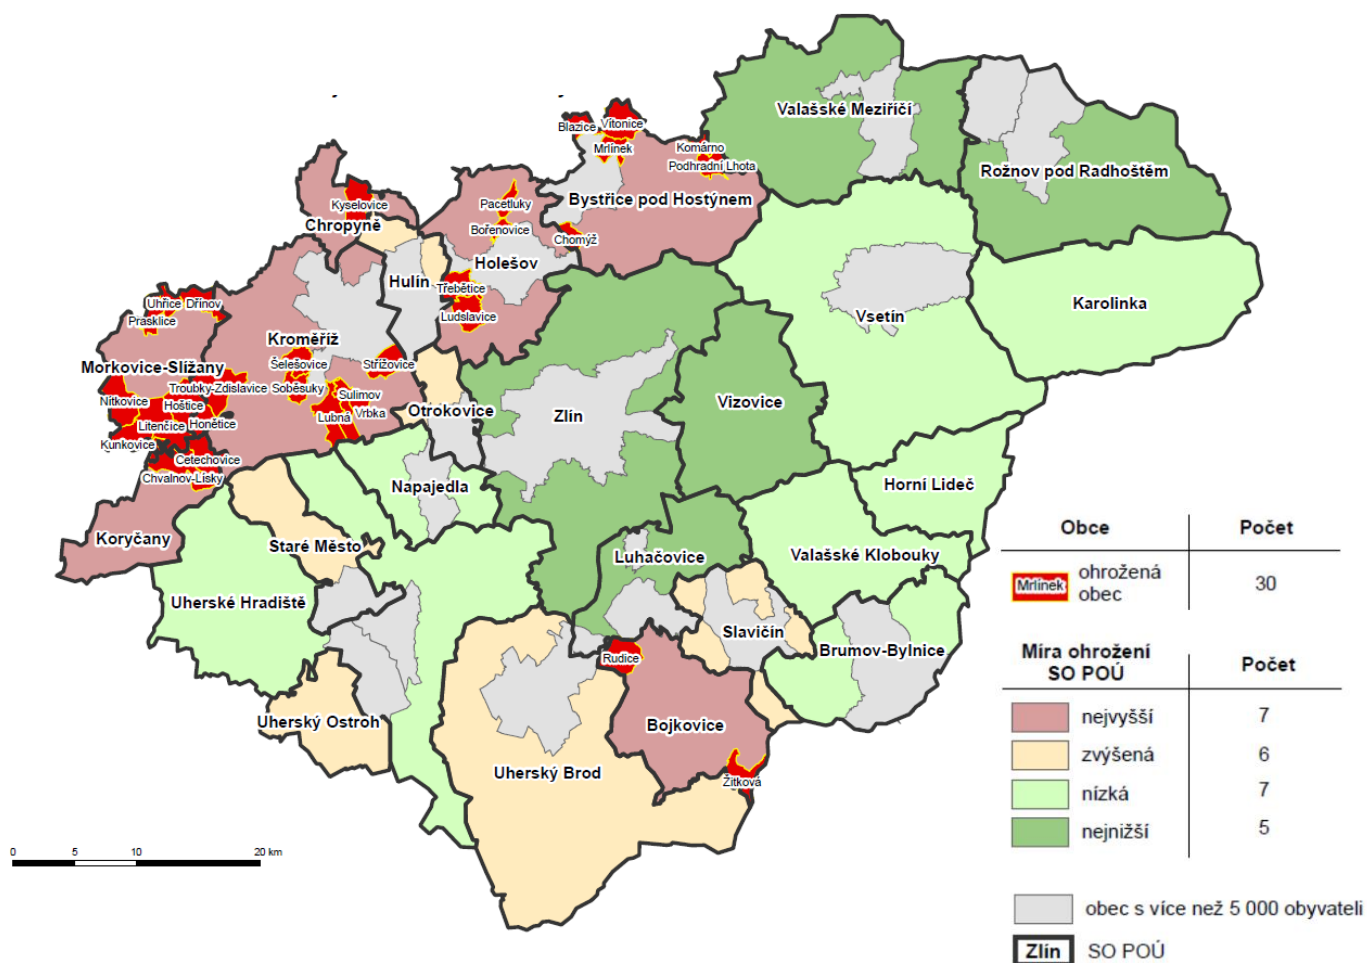 Valašské Meziříčí
Rožnov pod Radhoštěm
Blazice
Vítonice
Mrlínek
Komárno
Podhradní Lhota
Bystřice pod Hostýnem
Kyselovice
Chropyně
Pacetluky
Bořenovice
Chomýž
Holešov
Hulín
Třebětice
Ludslavice
Karolinka
Vsetín
Uhřice
Dřínov
Prasklice
Kroměříž
Morkovice-Slížany
Šelešovice
Střížovice
Troubky-Zdislavice
Soběsuky
Sulimov
Nítkovice
Hoštice
Vrbka
Lubná
Litenčice
Honětice
Kunkovice
Otrokovice
Zlín
Vizovice
Cetechovice
Chvalnov-Lísky
Napajedla
Horní Lideč
Koryčany
Staré Město
Luhačovice
Valašské Klobouky
Uherské Hradiště
Slavičín
Brumov-Bylnice
Rudice
Uherský Ostroh
Bojkovice
Uherský Brod
Žítková
0 5 10 20 km
Obce Počet
Mrlínek ohrožená obec 30
Míra ohrožení
SO POÚ Počet
nejvyšší 7
zvýšená 6
nízká 7
nejnižší 5
obec s více než 5 000 obyvateli
Zlín SO POÚ